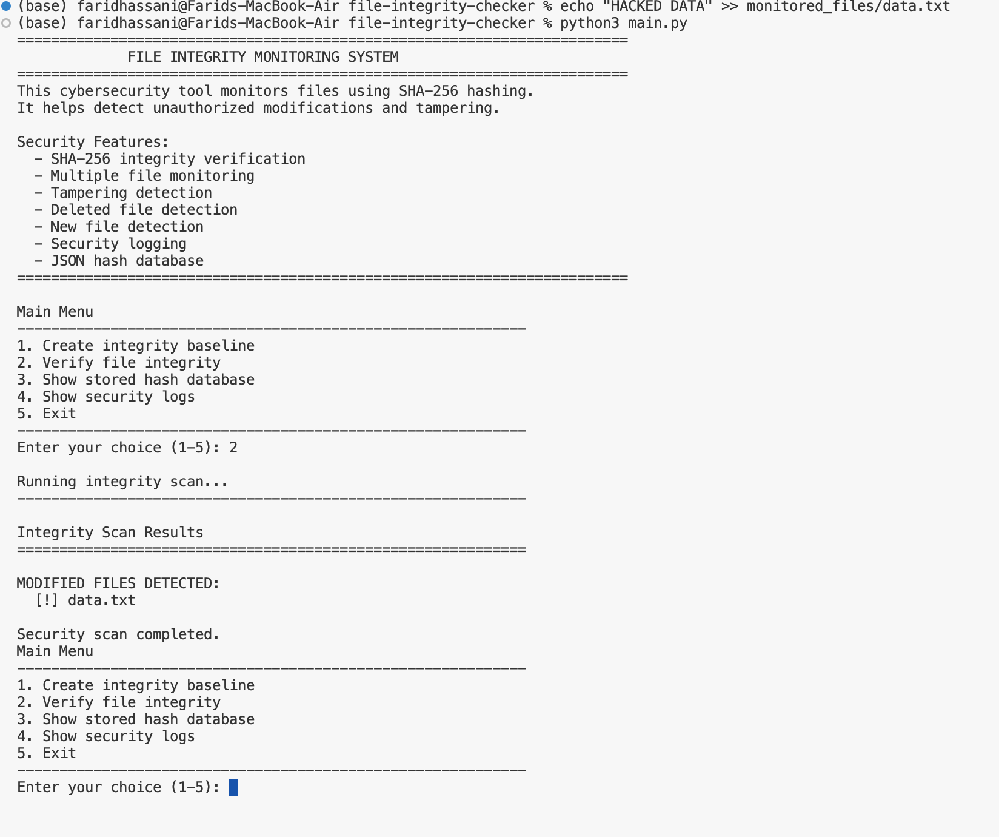 (base) faridhassani@Farids-MacBook-Air file-integrity-checker % echo "HACKED DATA" >> monitored_files/data.txt
(base) faridhassani@Farids-MacBook-Air file-integrity-checker % python3 main.py
========================================================================
             FILE INTEGRITY MONITORING SYSTEM
========================================================================
This cybersecurity tool monitors files using SHA-256 hashing.
It helps detect unauthorized modifications and tampering.

Security Features:
  - SHA-256 integrity verification
  - Multiple file monitoring
  - Tampering detection
  - Deleted file detection
  - New file detection
  - Security logging
  - JSON hash database
========================================================================

Main Menu
------------------------------------------------------------
1. Create integrity baseline
2. Verify file integrity
3. Show stored hash database
4. Show security logs
5. Exit
------------------------------------------------------------
Enter your choice (1-5): 2

Running integrity scan...
------------------------------------------------------------

Integrity Scan Results
============================================================

MODIFIED FILES DETECTED:
  [!] data.txt

Security scan completed.
Main Menu
------------------------------------------------------------
1. Create integrity baseline
2. Verify file integrity
3. Show stored hash database
4. Show security logs
5. Exit
------------------------------------------------------------
Enter your choice (1-5):